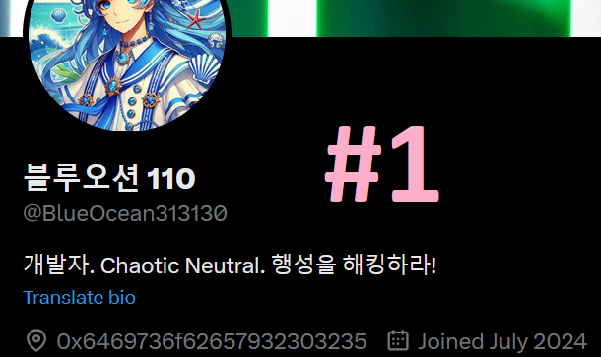 #1
블루오션 110
@BlueOcean313130
개발자. Chaotic Neutral. 행성을 해킹하라!
Translate bio
0x6469736f62657932303235 Joined July 2024